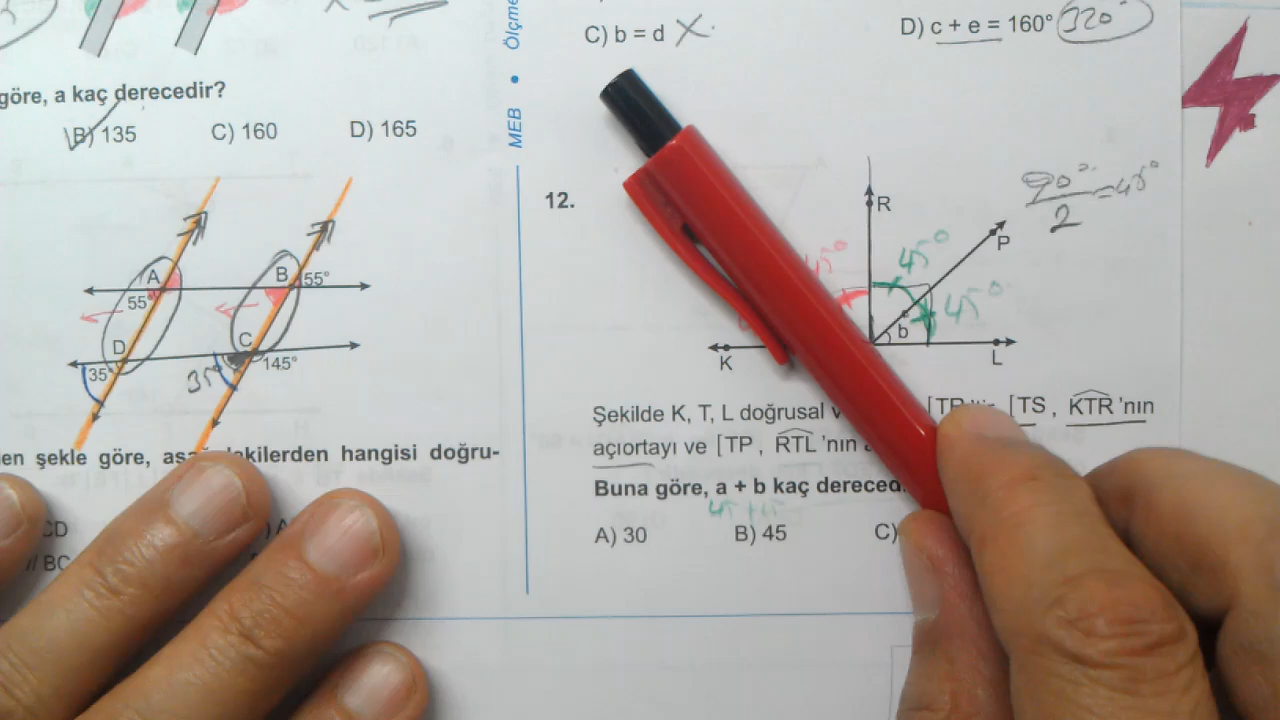 göre, a kaç derecedir?
B) 135 C) 160 D) 165
A
B
55°
55°
D
C
35°
35°
145°
en şekle göre, doğru-
CD
// BC
Ölçme
MEB •
C) b = d X
D) c + e = 160° 320°
12.
R
P
90°/2 = 45°
45°
45°
45°
b
K
L
Şekilde K, T, L doğrusal [TS , KTR 'nın
açıortayı ve [TP , RTL 'nın
Buna göre, a + b kaç dereced
A) 30 B) 45 C)